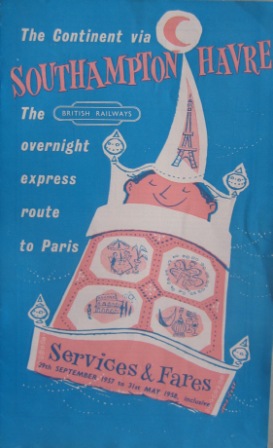 The Continent via
SOUTHAMPTON HAVRE
The BRITISH RAILWAYS
overnight
express
route
to Paris
Services & Fares
29th SEPTEMBER 1957 to 31st MAY 1958, inclusive